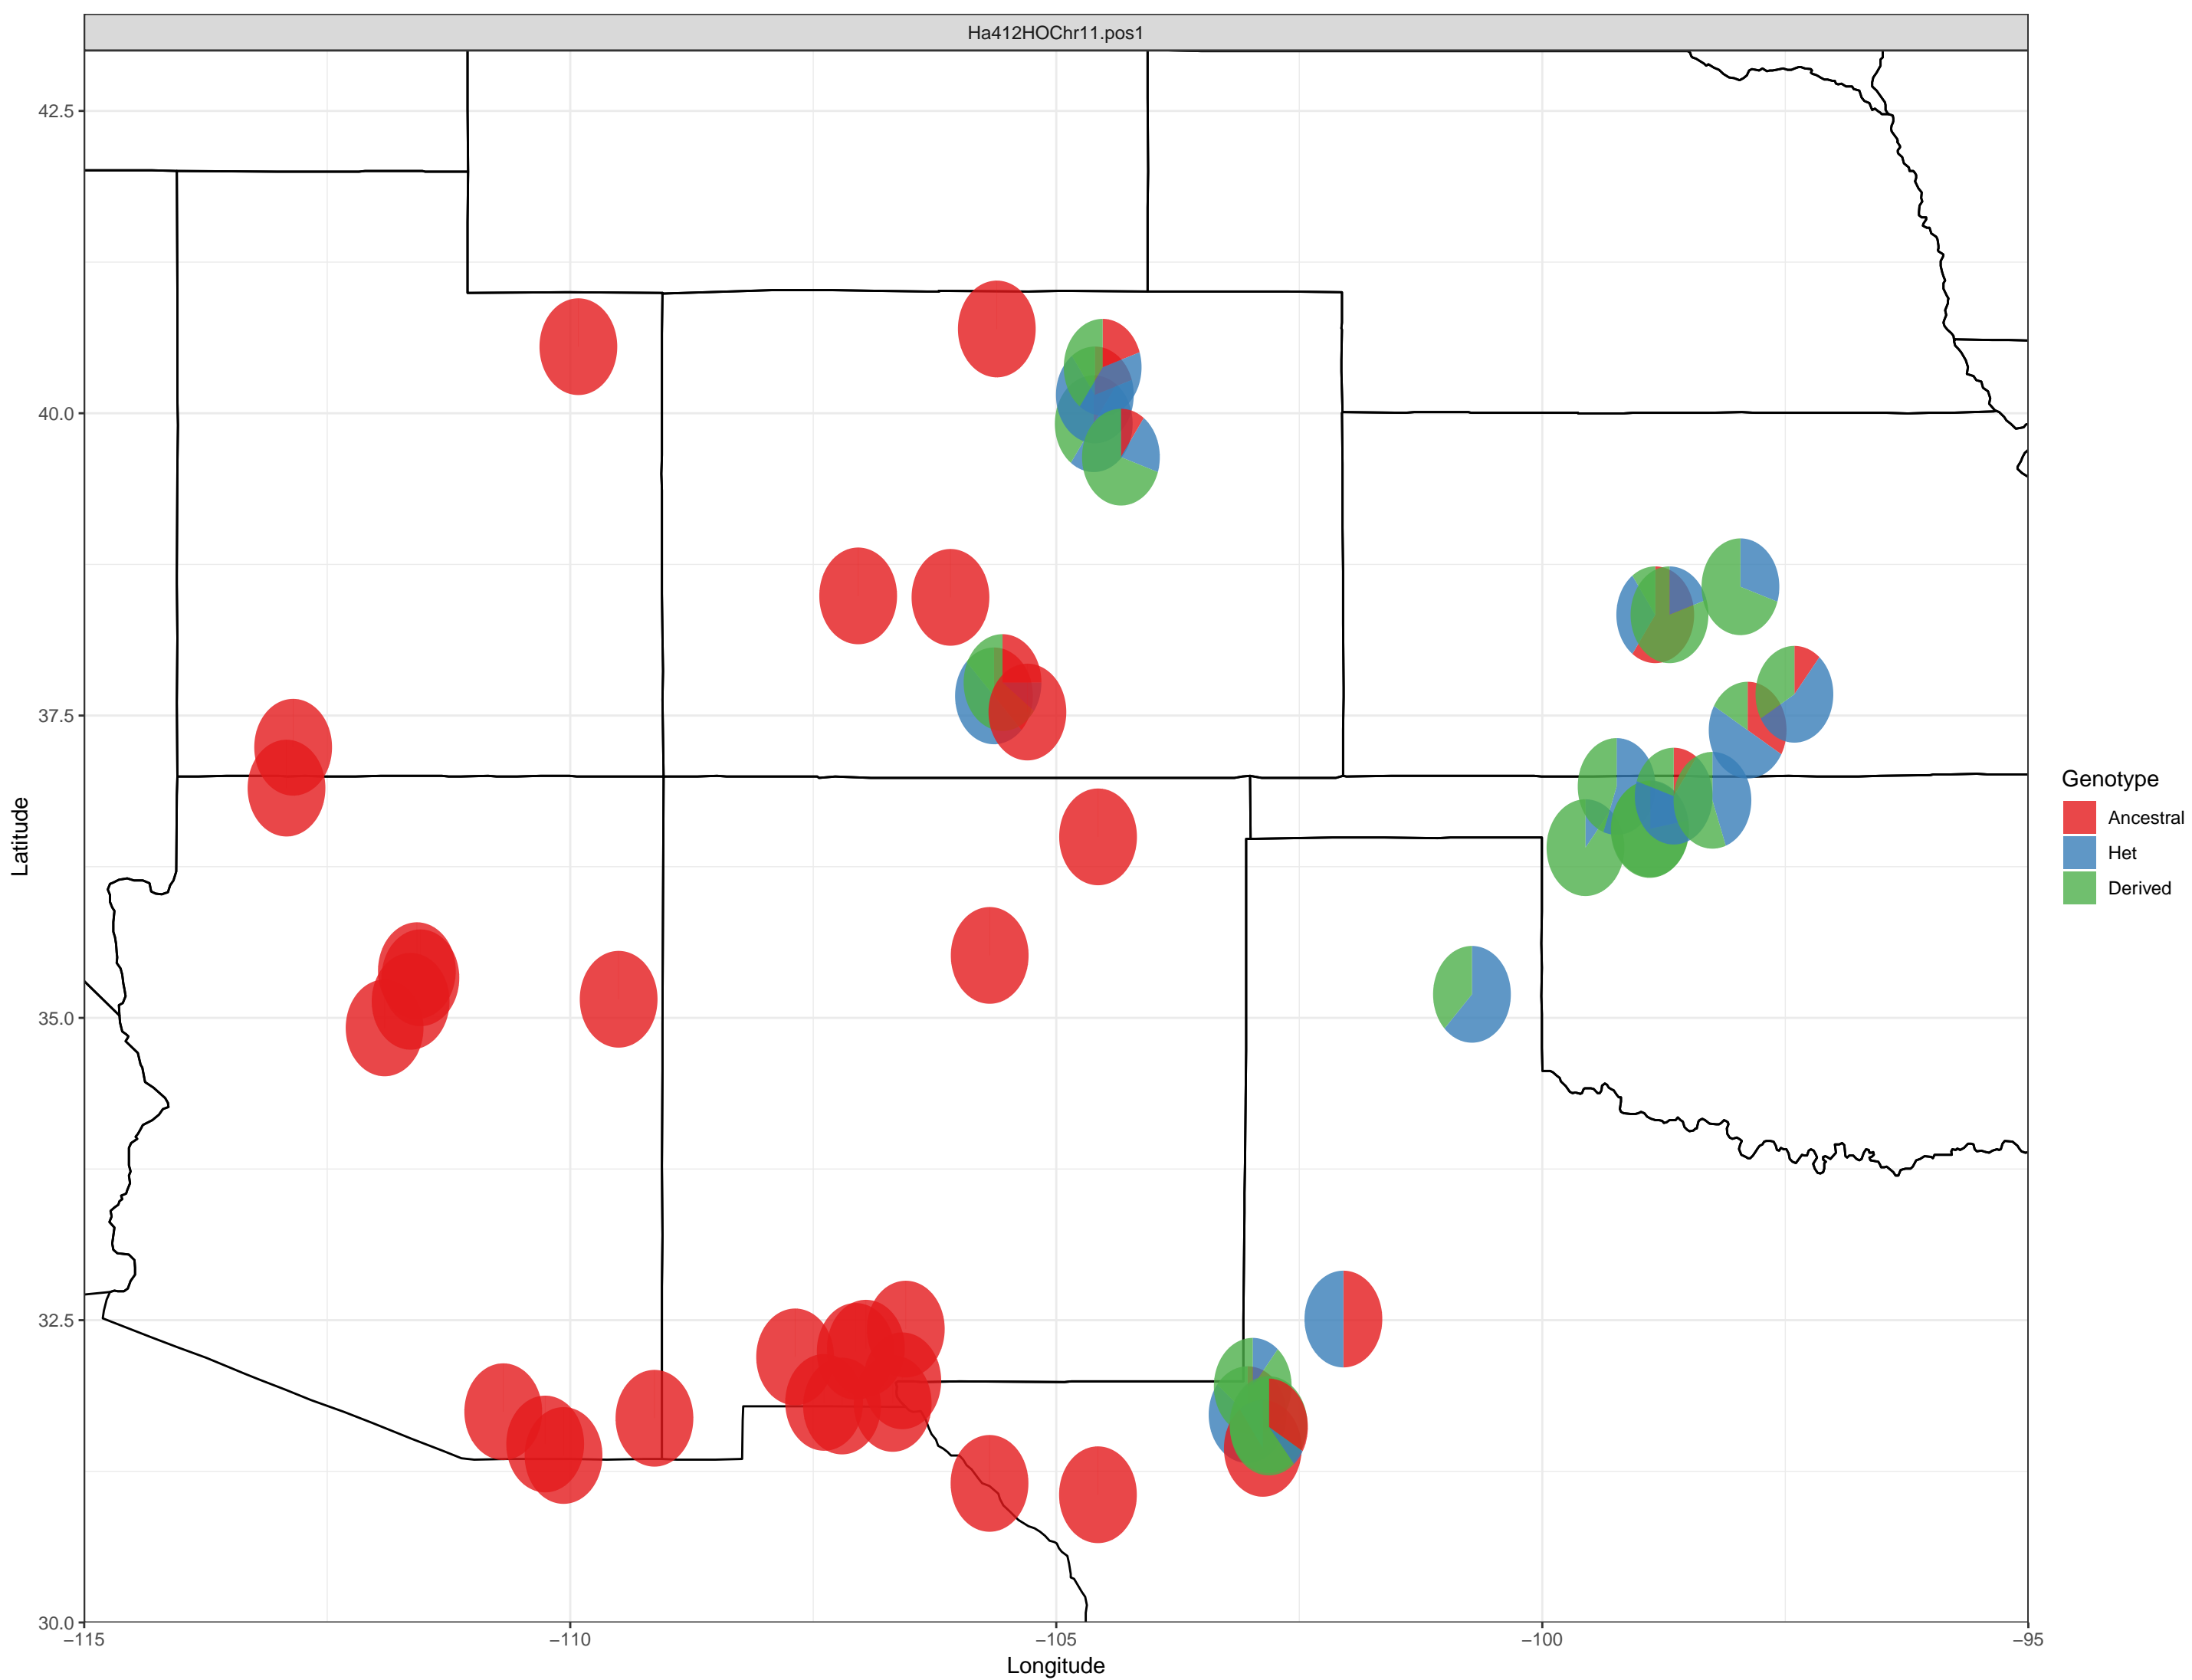 Ha412HOChr11.pos1
42.5
40.0
37.5
35.0
32.5
30.0
Latitude
−115
−110
−105
−100
−95
Longitude
Genotype
Ancestral
Het
Derived